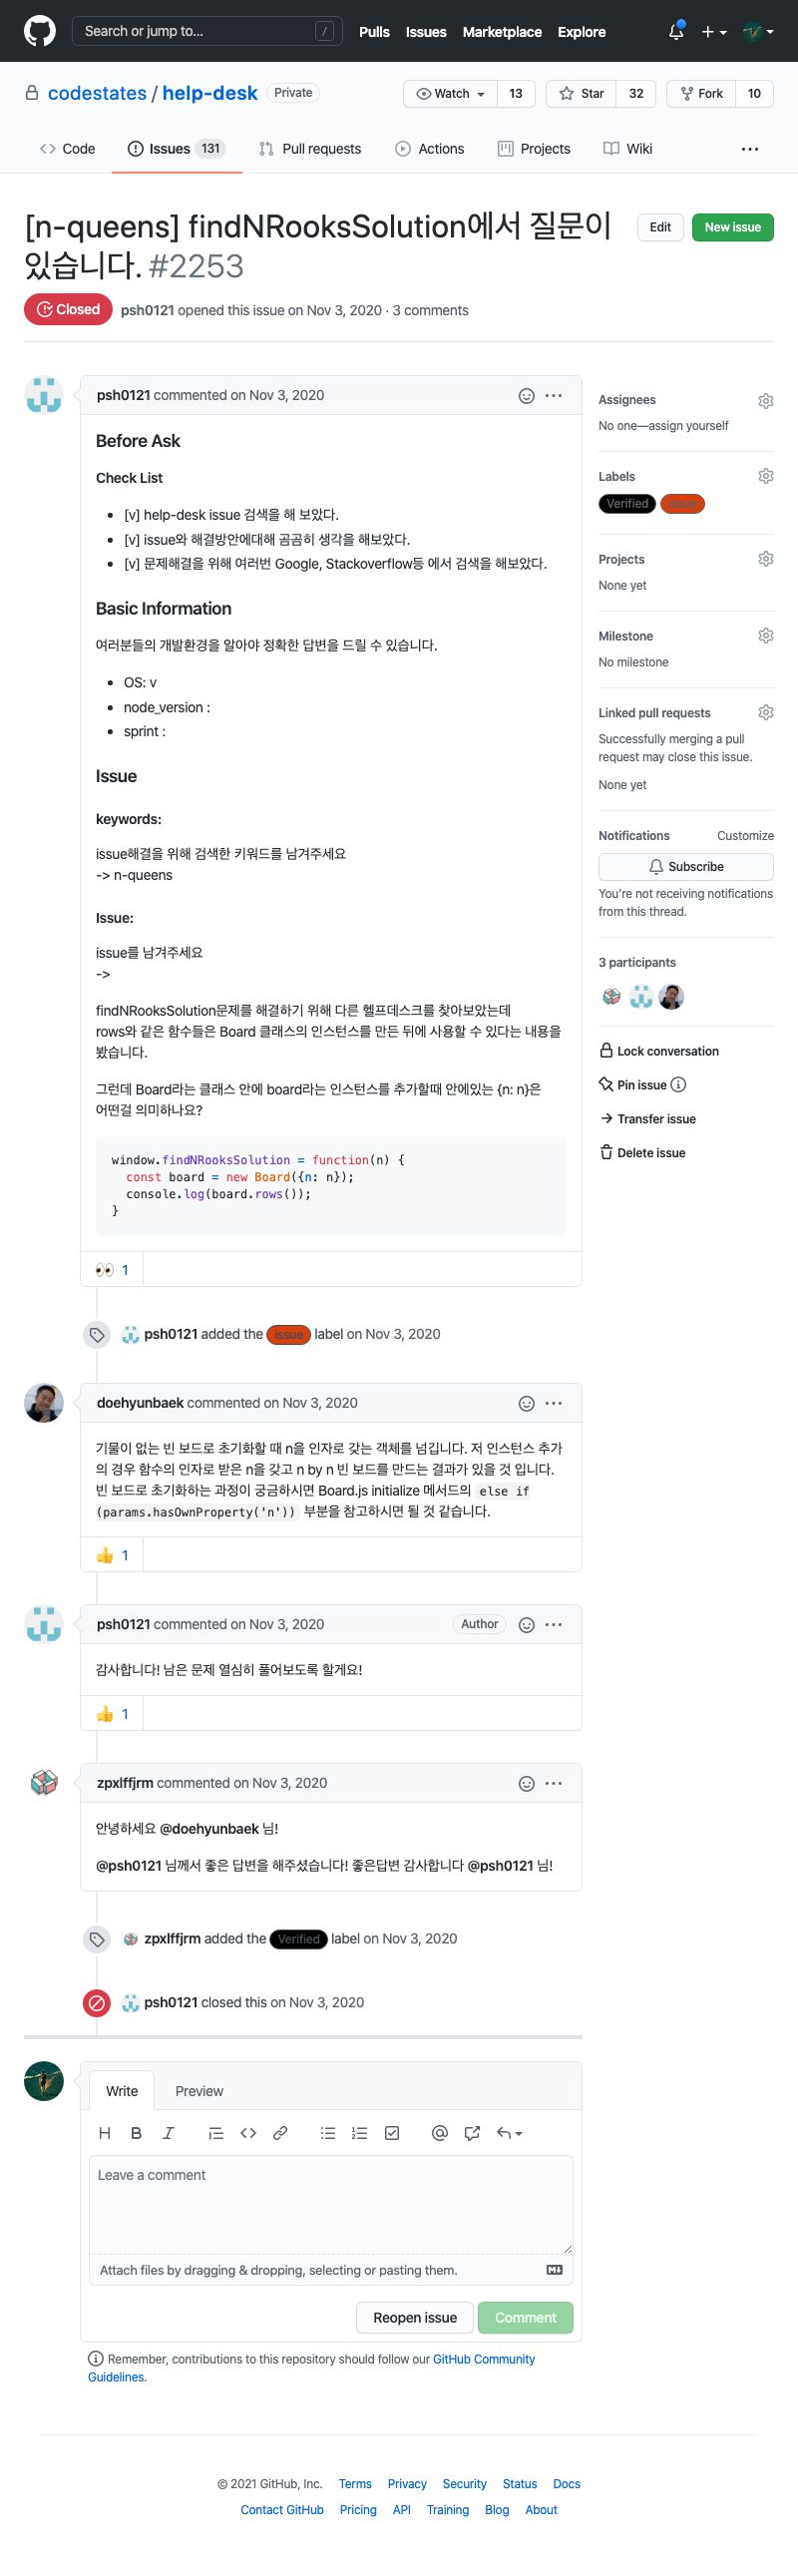 Search or jump to...
/
Pulls Issues Marketplace Explore
codestates / help-desk Private
Watch 13 Star 32 Fork 10
Code Issues 131 Pull requests Actions Projects Wiki ...
[n-queens] findNRooksSolution에서 질문이
있습니다. #2253
Edit New issue
Closed psh0121 opened this issue on Nov 3, 2020 · 3 comments
psh0121 commented on Nov 3, 2020
Before Ask
Check List
[v] help-desk issue 검색을 해 보았다.
[v] issue와 해결방안에대해 곰곰히 생각을 해보았다.
[v] 문제해결을 위해 여러번 Google, Stackoverflow등 에서 검색을 해보았다.
Basic Information
여러분들의 개발환경을 알아야 정확한 답변을 드릴 수 있습니다.
OS: v
node_version :
sprint :
Issue
keywords:
issue해결을 위해 검색한 키워드를 남겨주세요
-> n-queens
Issue:
issue를 남겨주세요
->
findNRooksSolution문제를 해결하기 위해 다른 헬프데스크를 찾아보았는데
rows와 같은 함수들은 Board 클래스의 인스턴스를 만든 뒤에 사용할 수 있다는 내용을
봤습니다.
그런데 Board라는 클래스 안에 board라는 인스턴스를 추가할때 안에있는 {n: n}은
어떤걸 의미하나요?
window.findNRooksSolution = function(n) {
const board = new Board({n: n});
console.log(board.rows());
}
👀 1
psh0121 added the issue label on Nov 3, 2020
doehyunbaek commented on Nov 3, 2020
기물이 없는 빈 보드로 초기화할 때 n을 인자로 갖는 객체를 넘깁니다. 저 인스턴스 추가
의 경우 함수의 인자로 받은 n을 갖고 n by n 빈 보드를 만드는 결과가 있을 것 입니다.
빈 보드로 초기화하는 과정이 궁금하시면 Board.js initialize 메서드의 else if
(params.hasOwnProperty('n')) 부분을 참고하시면 될 것 같습니다.
👍 1
psh0121 commented on Nov 3, 2020 Author
감사합니다! 남은 문제 열심히 풀어보도록 할게요!
👍 1
zpxlffjrm commented on Nov 3, 2020
안녕하세요 @doehyunbaek 님!
@psh0121 님께서 좋은 답변을 해주셨습니다! 좋은답변 감사합니다 @psh0121 님!
zpxlffjrm added the Verified label on Nov 3, 2020
psh0121 closed this on Nov 3, 2020
Write Preview
Leave a comment
Attach files by dragging & dropping, selecting or pasting them.
Reopen issue Comment
Remember, contributions to this repository should follow our GitHub Community
Guidelines.
Assignees
No one—assign yourself
Labels
Verified issue
Projects
None yet
Milestone
No milestone
Linked pull requests
Successfully merging a pull
request may close this issue.
None yet
Notifications Customize
Subscribe
You're not receiving notifications
from this thread.
3 participants
Lock conversation
Pin issue
Transfer issue
Delete issue
© 2021 GitHub, Inc. Terms Privacy Security Status Docs
Contact GitHub Pricing API Training Blog About